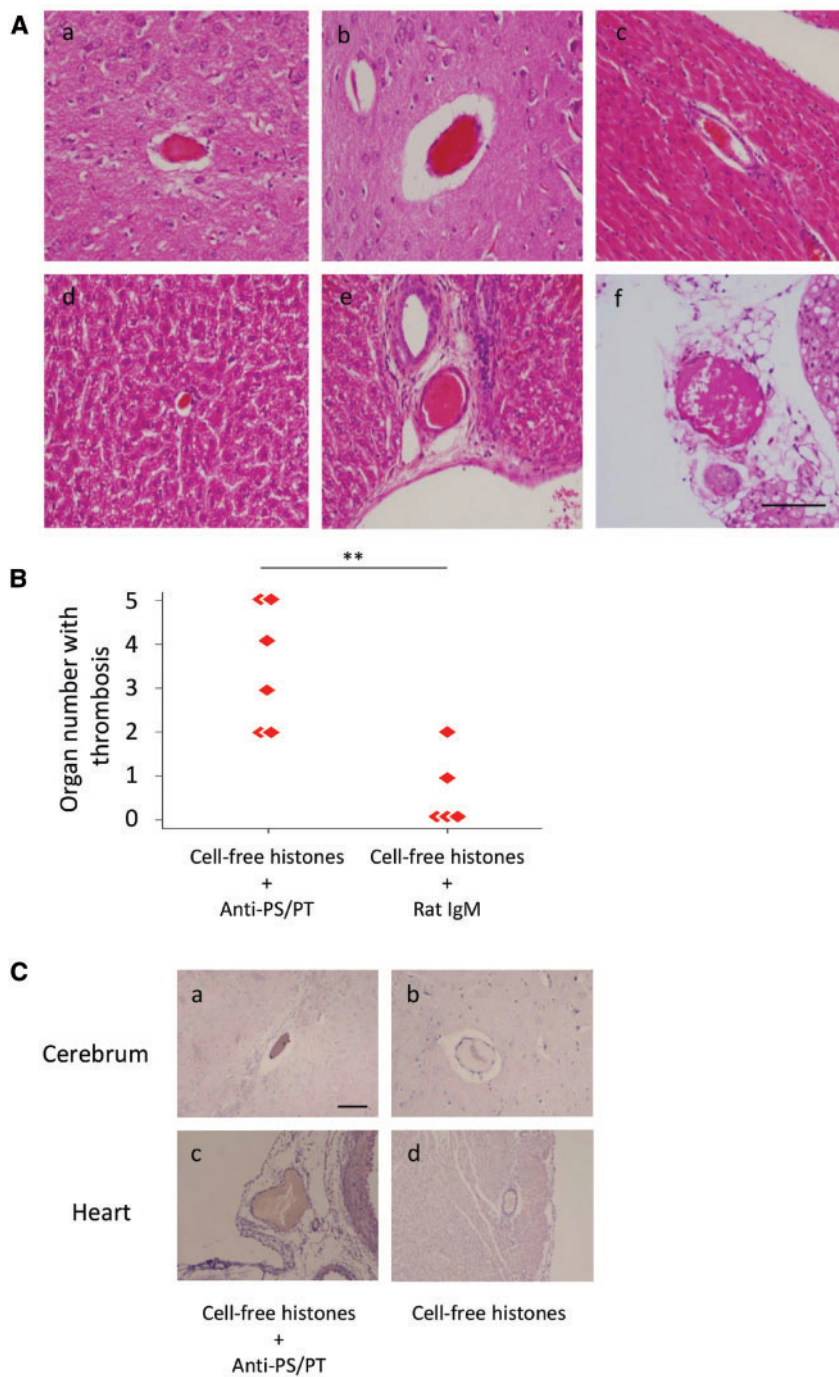 A
a
b
c
d
e
f
B
**
Organ number with
thrombosis
5
4
3
2
1
0
Cell-free histones
+
Anti-PS/PT
Cell-free histones
+
Rat IgM
C
a
b
Cerebrum
c
d
Heart
Cell-free histones
+
Anti-PS/PT
Cell-free histones